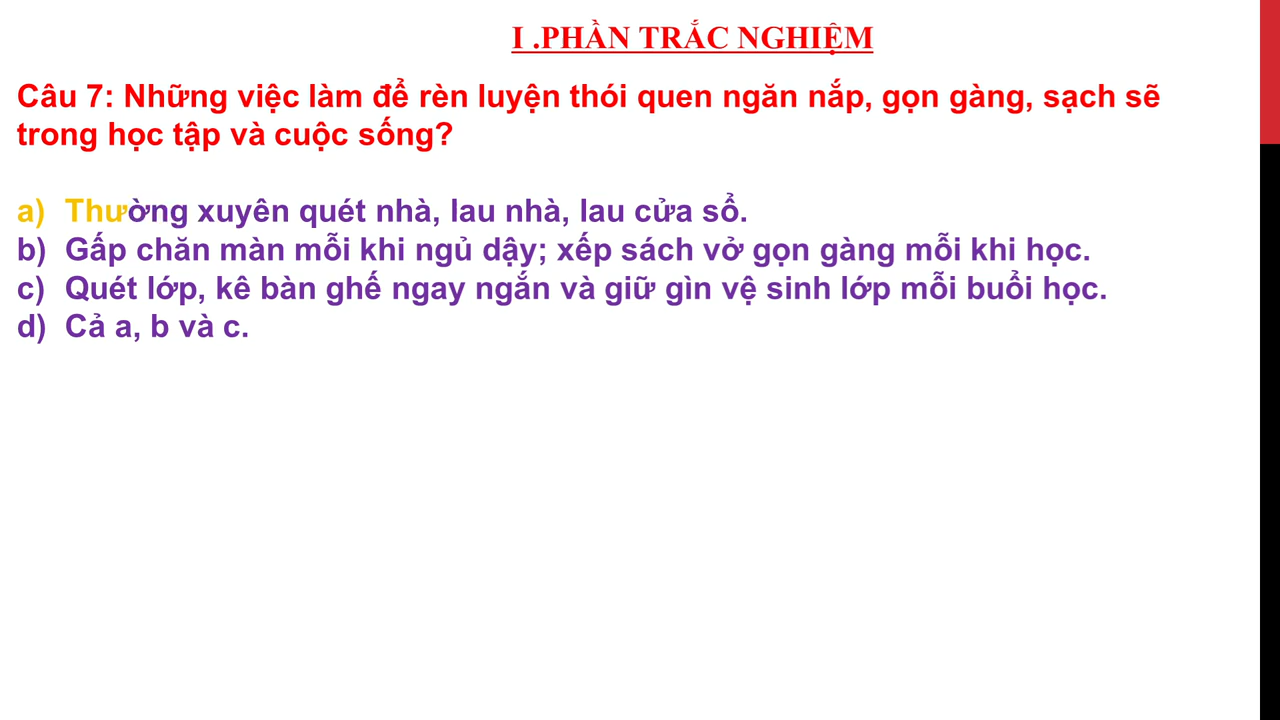 I .PHẦN TRẮC NGHIỆM
Câu 7: Những việc làm để rèn luyện thói quen ngăn nắp, gọn gàng, sạch sẽ
trong học tập và cuộc sống?
a) Thường xuyên quét nhà, lau nhà, lau cửa sổ.
b) Gấp chăn màn mỗi khi ngủ dậy; xếp sách vở gọn gàng mỗi khi học.
c) Quét lớp, kê bàn ghế ngay ngắn và giữ gìn vệ sinh lớp mỗi buổi học.
d) Cả a, b và c.